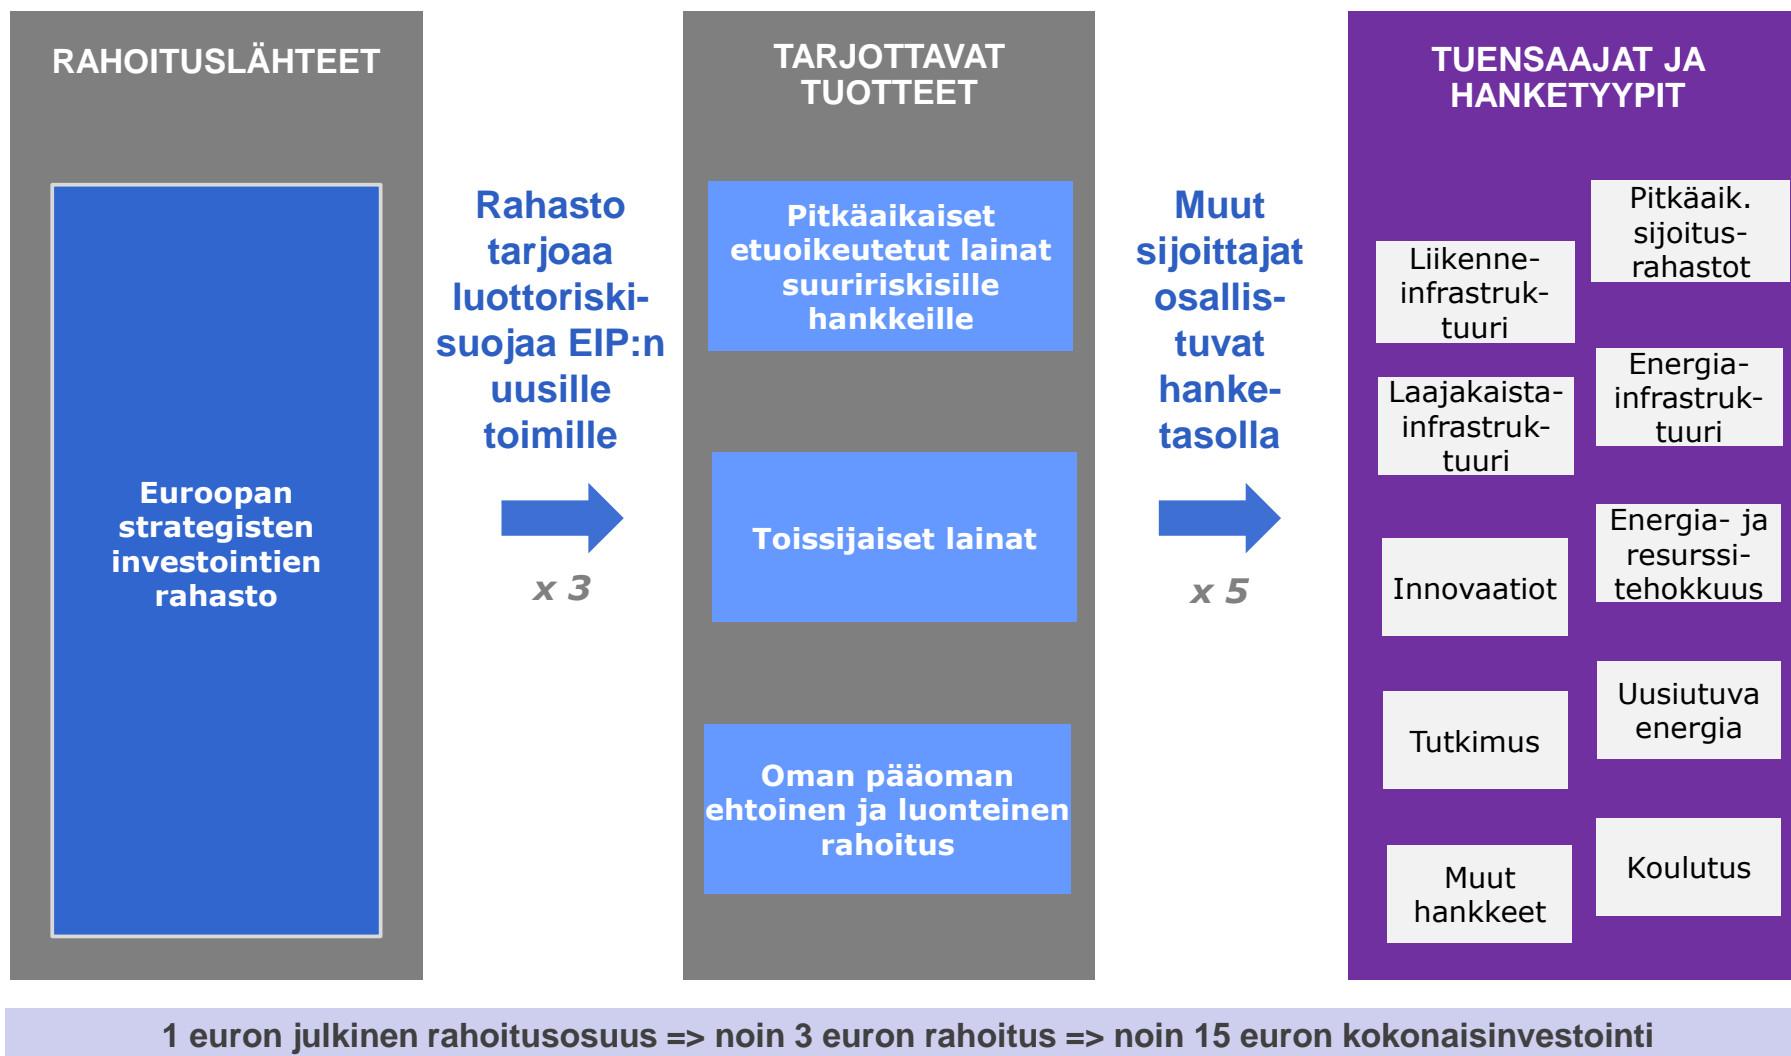 RAHOITUSLÄHTEET
Euroopan
strategisten
investointien
rahasto
Rahasto
tarjoaa
luottoriski-
suojaa EIP:n
uusille
toimille
x 3
TARJOTTAVAT
TUOTTEET
Pitkäaikaiset
etuoikeutetut lainat
suuririskisille
hankkeille
Toissijaiset lainat
Oman pääoman
ehtoinen ja luonteinen
rahoitus
Muut
sijoittajat
osallis-
tuvat
hanke-
tasolla
x 5
TUENSAAJAT JA
HANKETYYPIT
Pitkäaik.
sijoitus-
rahastot
Liikenne-
infrastruk-
tuuri
Energia-
infrastruk-
tuuri
Laajakaista-
infrastruk-
tuuri
Energia- ja
resurssi-
tehokkuus
Innovaatiot
Uusiutuva
energia
Tutkimus
Koulutus
Muut
hankkeet
1 euron julkinen rahoitusosuus => noin 3 euron rahoitus => noin 15 euron kokonaisinvestointi